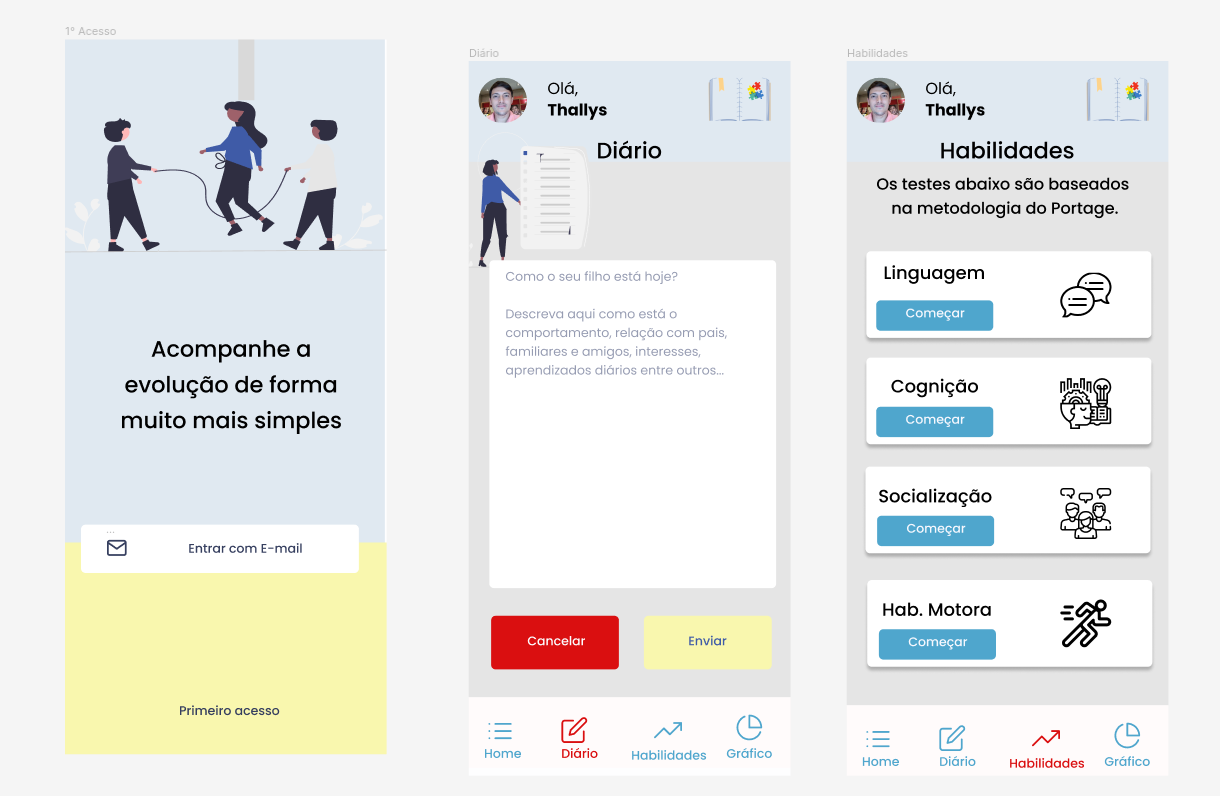 1° Acesso
Acompanhe a
evolução de forma
muito mais simples
...
Entrar com E-mail
Primeiro acesso
Diário
Olá,
Thallys
Diário
Como o seu filho está hoje?
Descreva aqui como está o
comportamento, relação com pais,
familiares e amigos, interesses,
aprendizados diários entre outros...
Cancelar
Enviar
Home
Diário
Habilidades
Gráfico
Habilidades
Olá,
Thallys
Habilidades
Os testes abaixo são baseados
na metodologia do Portage.
Linguagem
Começar
Cognição
Começar
Socialização
Começar
Hab. Motora
Começar
Home
Diário
Habilidades
Gráfico